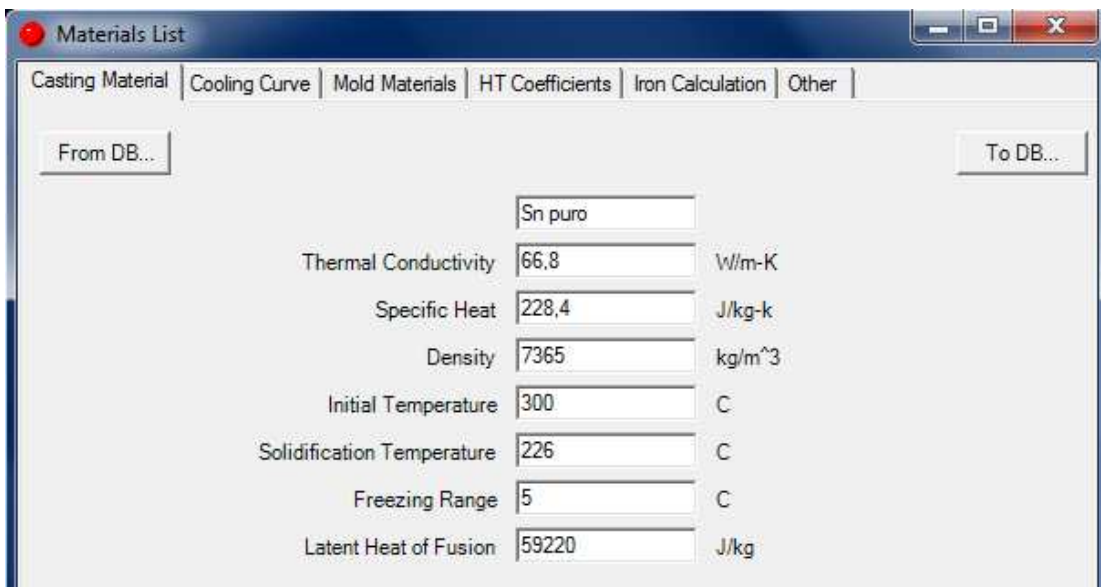 Materials List
Casting Material Cooling Curve Mold Materials HT Coefficients Iron Calculation Other
From DB... To DB...
Sn puro
Thermal Conductivity 66,8 W/m-K
Specific Heat 228,4 J/kg-k
Density 7365 kg/m^3
Initial Temperature 300 C
Solidification Temperature 226 C
Freezing Range 5 C
Latent Heat of Fusion 59220 J/kg